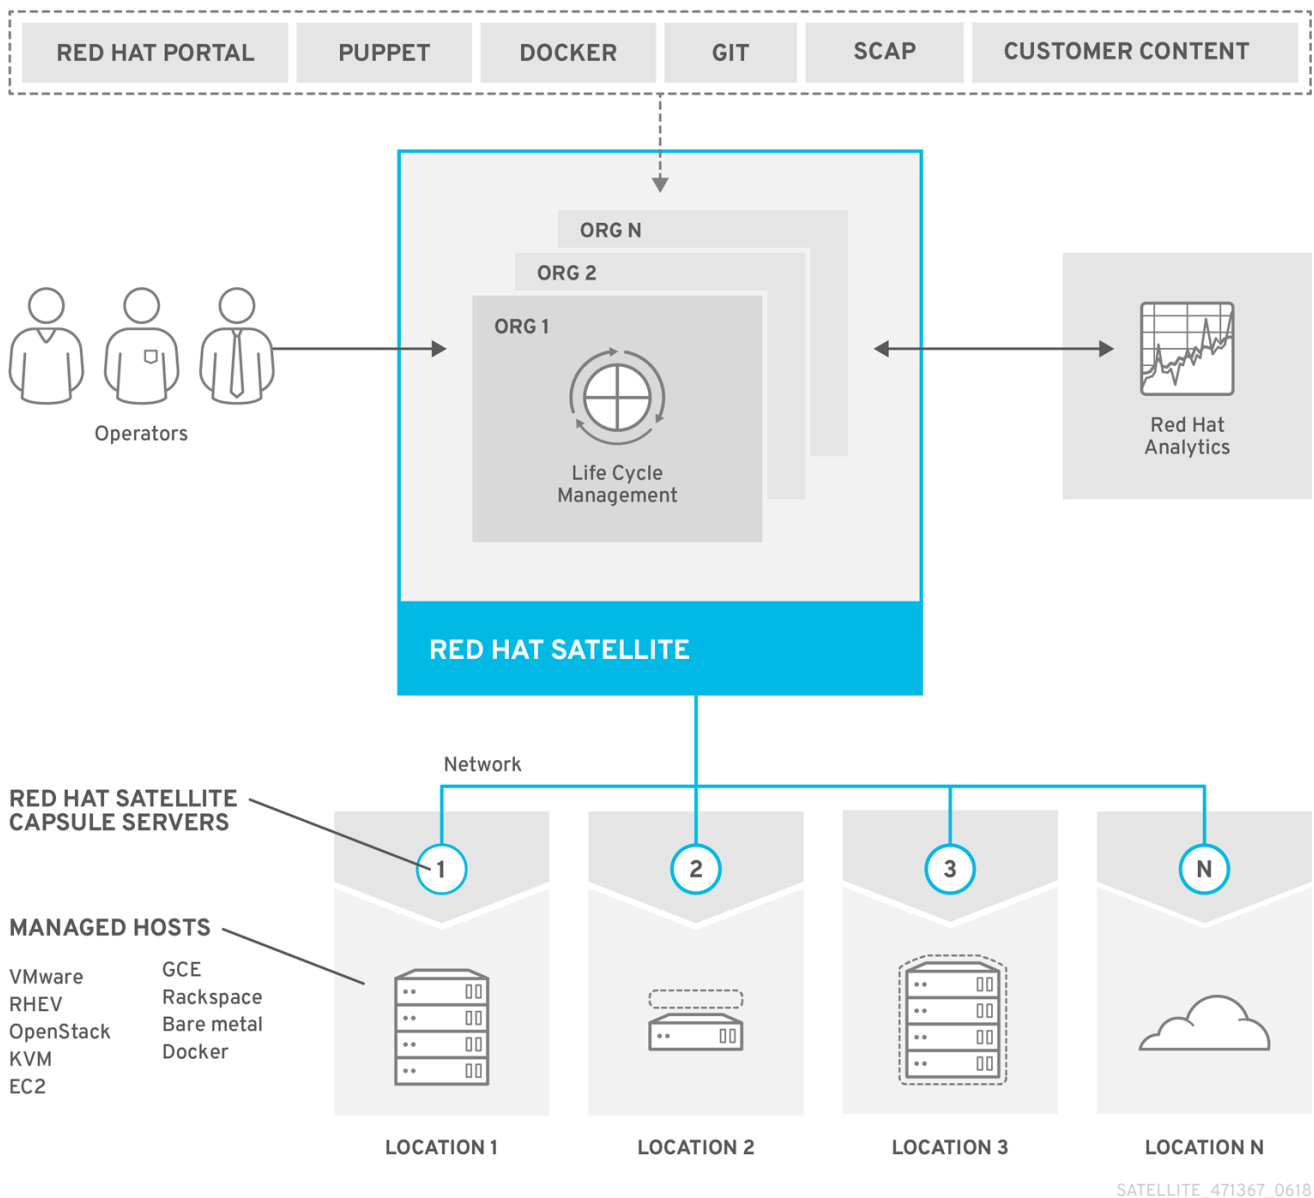 RED HAT PORTAL
PUPPET
DOCKER
GIT
SCAP
CUSTOMER CONTENT
ORG N
ORG 2
ORG 1
Life Cycle
Management
Operators
Red Hat
Analytics
RED HAT SATELLITE
Network
RED HAT SATELLITE
CAPSULE SERVERS
1
2
3
N
MANAGED HOSTS
VMware
RHEV
OpenStack
KVM
EC2
GCE
Rackspace
Bare metal
Docker
LOCATION 1
LOCATION 2
LOCATION 3
LOCATION N
SATELLITE_471367_0618